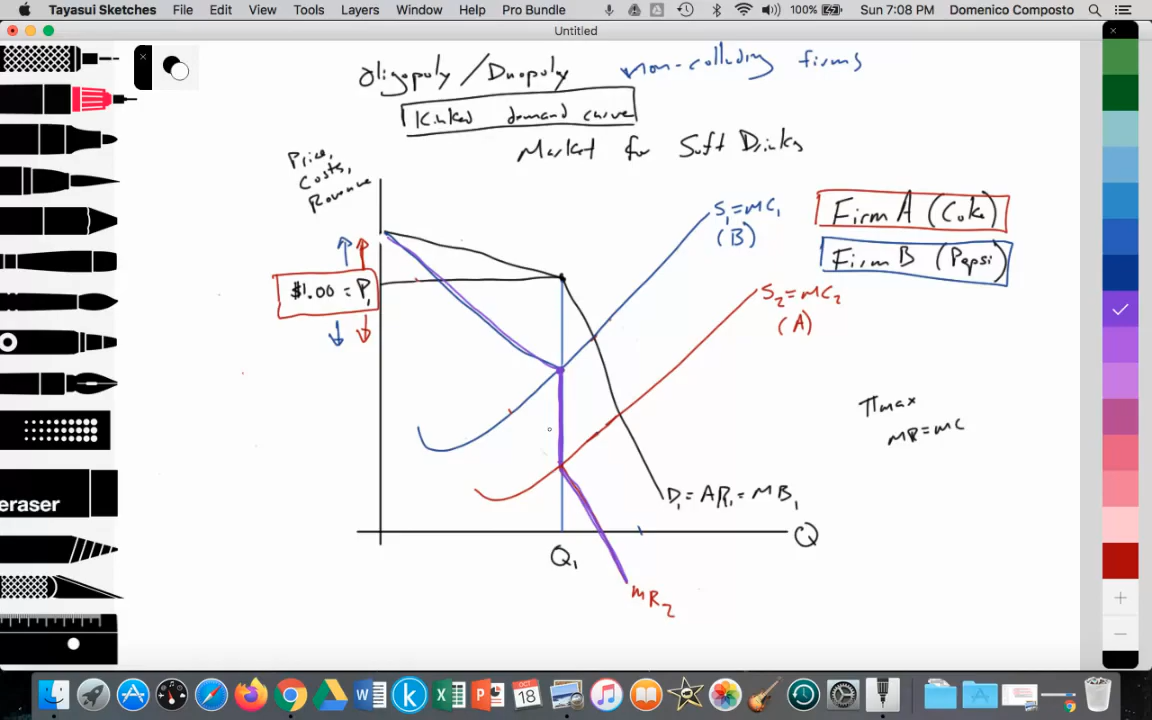 Tayasui Sketches File Edit View Tools Layers Window Help Pro Bundle 100% Sun 7:08 PM Domenico Composto
Untitled
Oligopoly / Duopoly non-colluding firms
Kinked demand curve
Market for Soft Drinks
Price,
Costs,
Revenue
S₁=MC₁
(B)
Firm A (Coke)
Firm B (Pepsi)
$1.00 = P₁
S₂=MC₂
(A)
πmax
MR=MC
D₁=AR₁=MB₁
eraser
Q
Q₁
MR₂
W
X
P
OCT
18